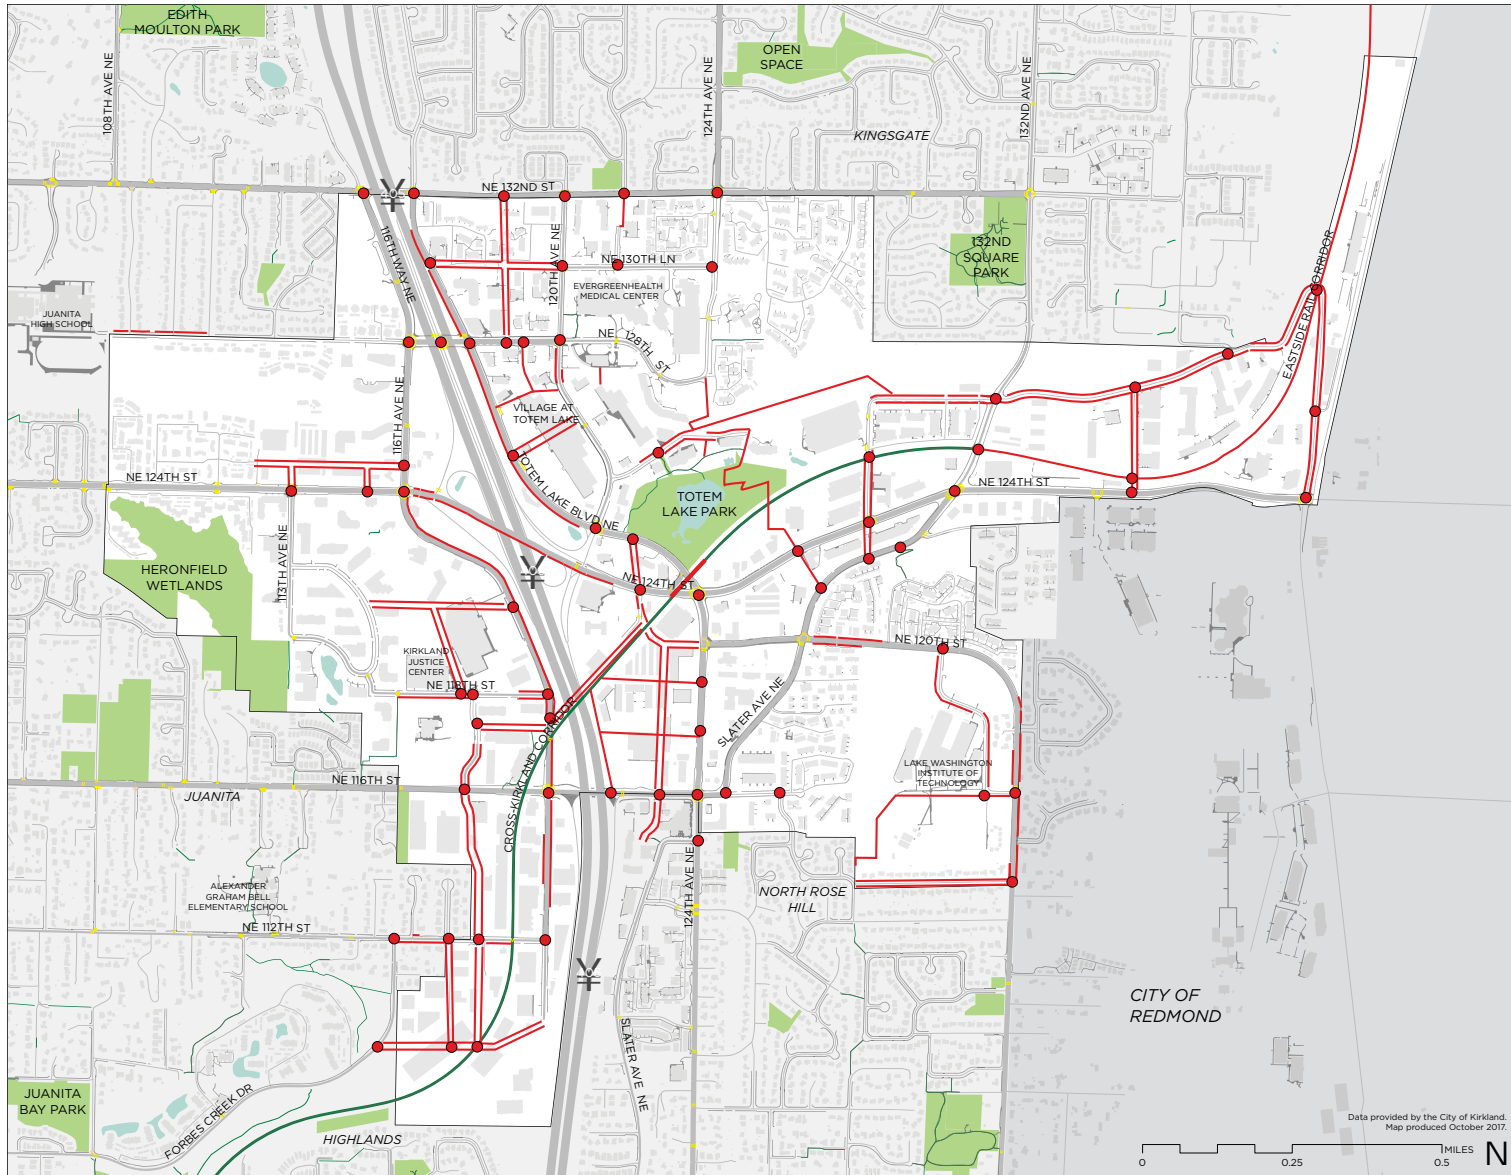 EDITH
MOULTON PARK
OPEN
SPACE
108TH AVE NE
124TH AVE NE
132ND AVE NE
KINGSGATE
NE 132ND ST
116TH WAY NE
120TH AVE NE
NE 130TH LN
132ND
SQUARE
PARK
EVERGREENHEALTH
MEDICAL CENTER
EASTSIDE RAIL CORRIDOR
JUANITA
HIGH SCHOOL
NE 128TH ST
116TH AVE NE
VILLAGE AT
TOTEM LAKE
NE 124TH ST
TOTEM LAKE BLVD NE
TOTEM
LAKE PARK
NE 124TH ST
HERONFIELD
WETLANDS
113TH AVE NE
NE 124TH ST
NE 120TH ST
KIRKLAND
JUSTICE
CENTER
NE 118TH ST
SLATER AVE NE
CROSS-KIRKLAND CORRIDOR
LAKE WASHINGTON
INSTITUTE OF
TECHNOLOGY
NE 116TH ST
JUANITA
ALEXANDER
GRAHAM BELL
ELEMENTARY SCHOOL
124TH AVE NE
NORTH ROSE
HILL
NE 112TH ST
CITY OF
REDMOND
SLATER AVE NE
JUANITA
BAY PARK
FORBES CREEK DR
HIGHLANDS
Data provided by the City of Kirkland.
Map produced October 2017.
MILES
0 0.25 0.5
N